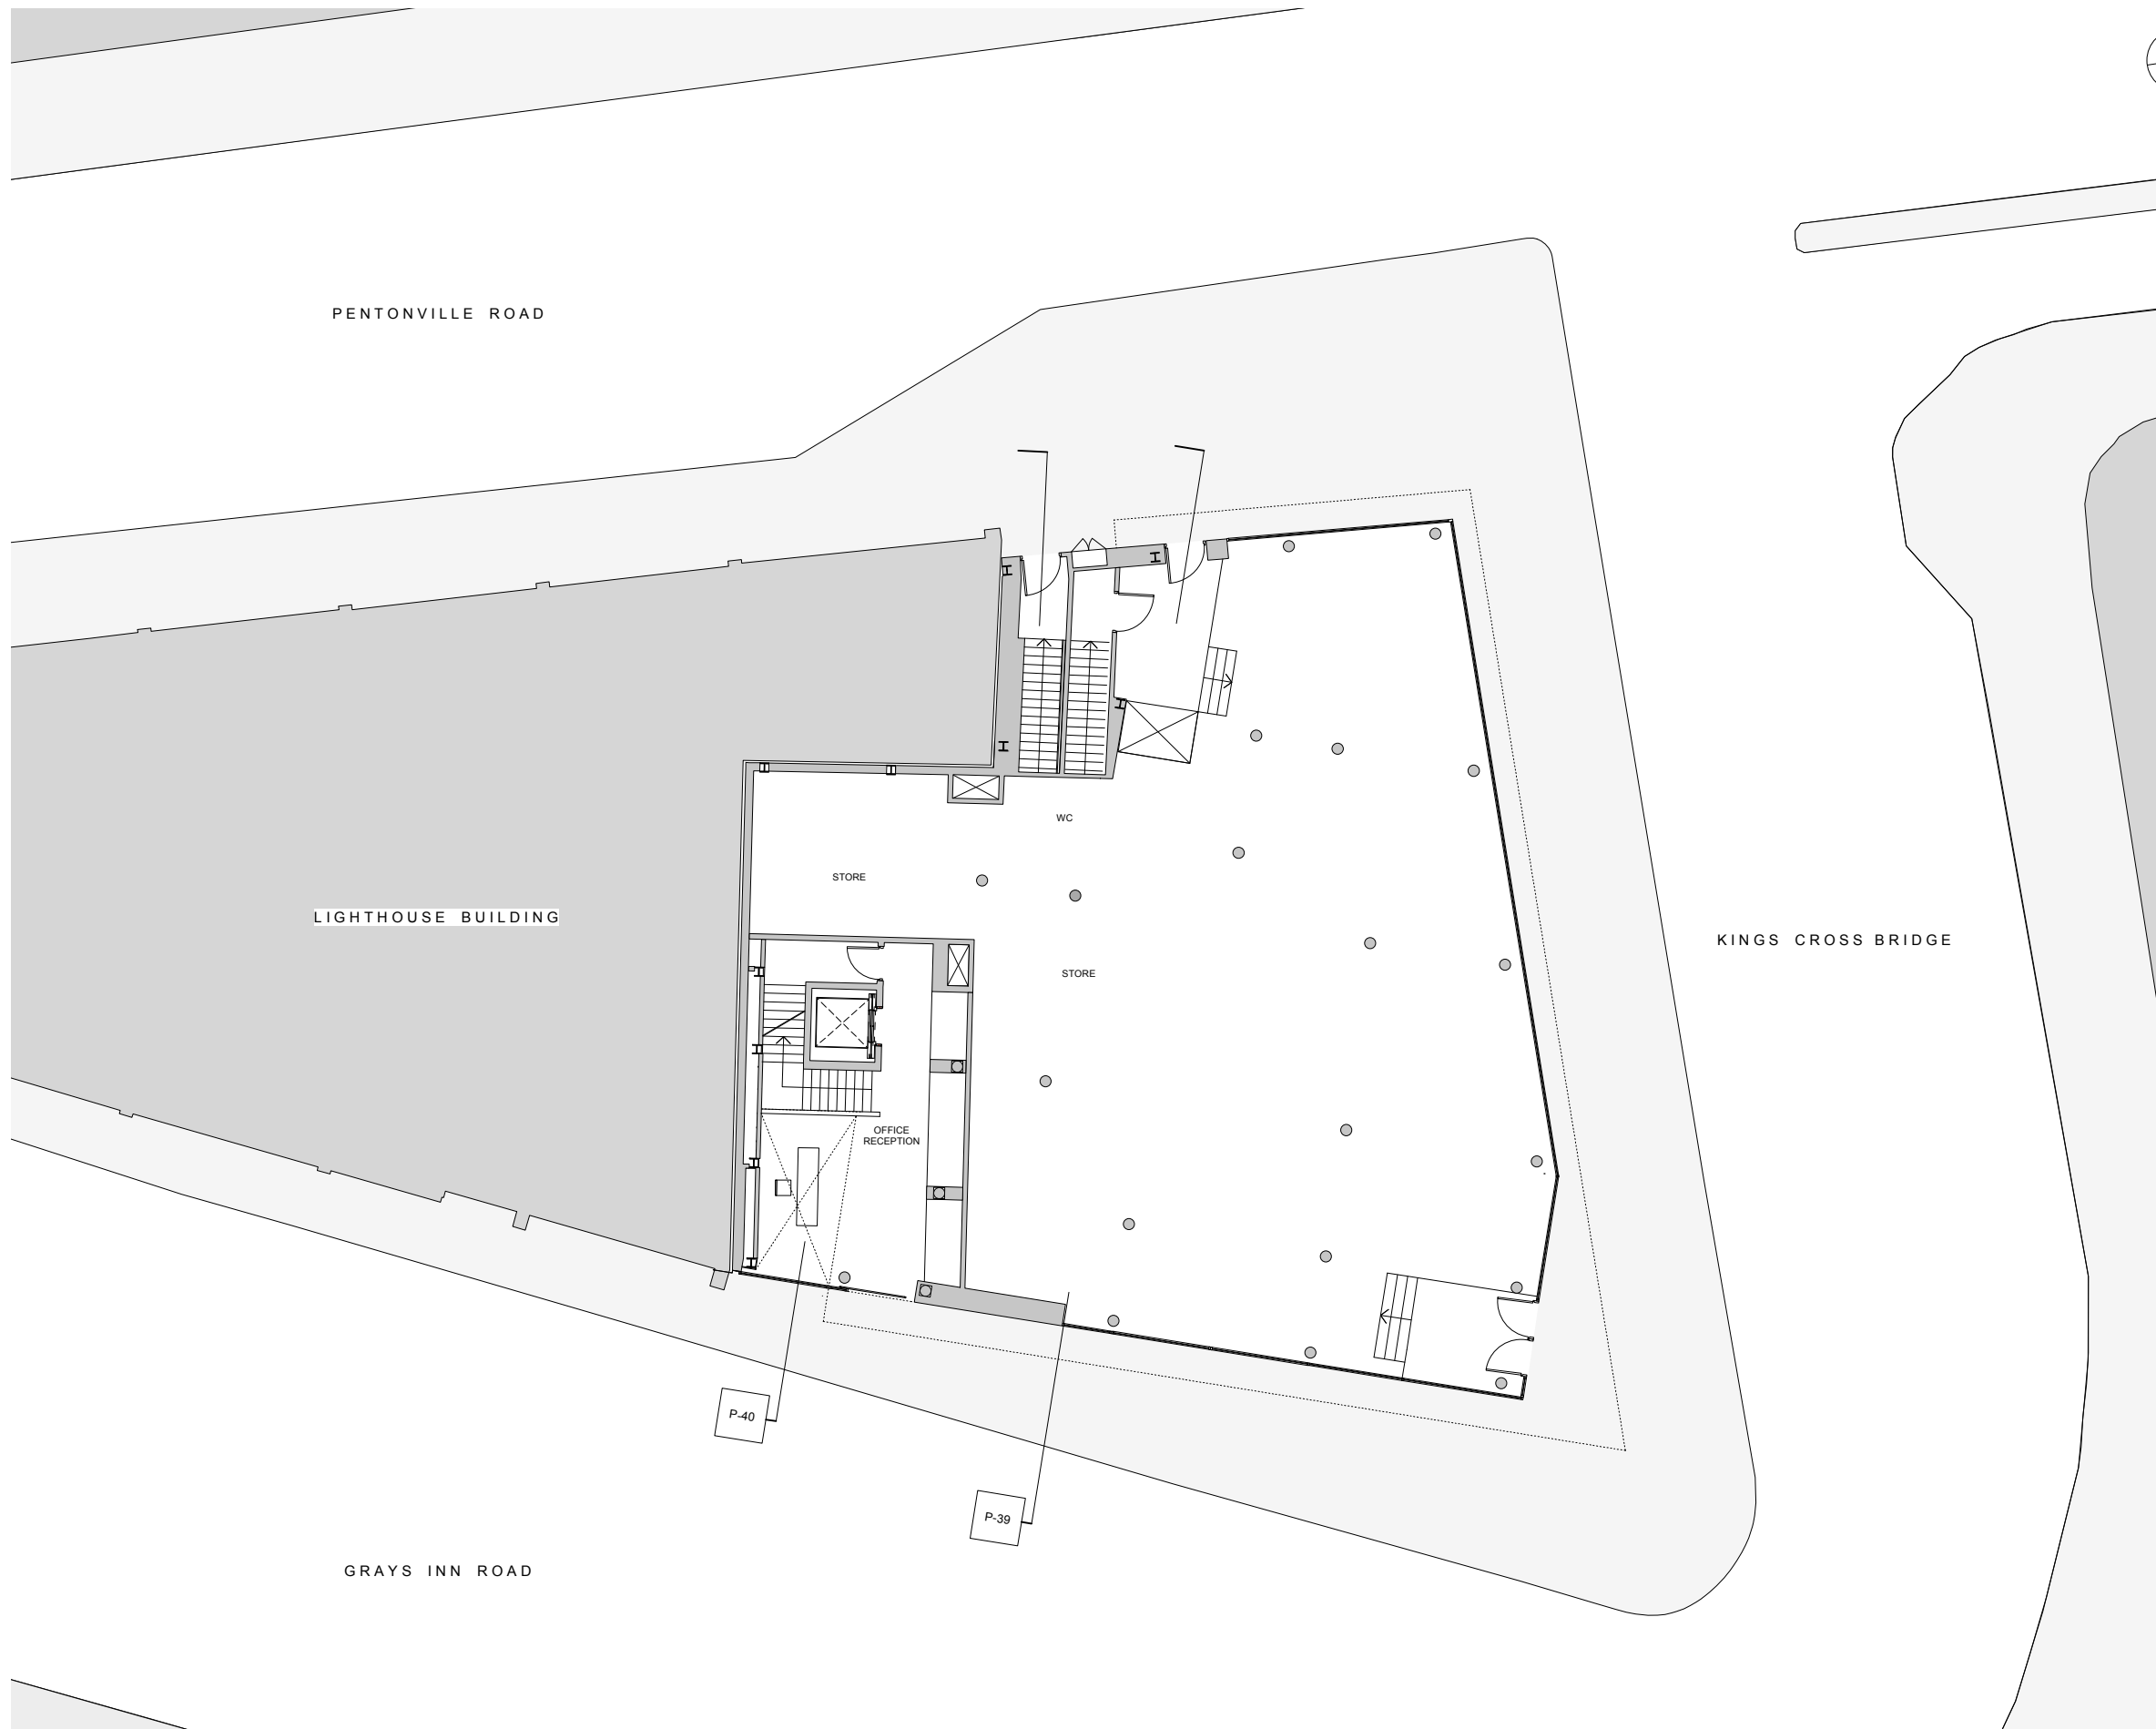 PENTONVILLE ROAD
WC
STORE
LIGHTHOUSE BUILDING
KINGS CROSS BRIDGE
STORE
OFFICE
RECEPTION
P-40
P-39
GRAYS INN ROAD